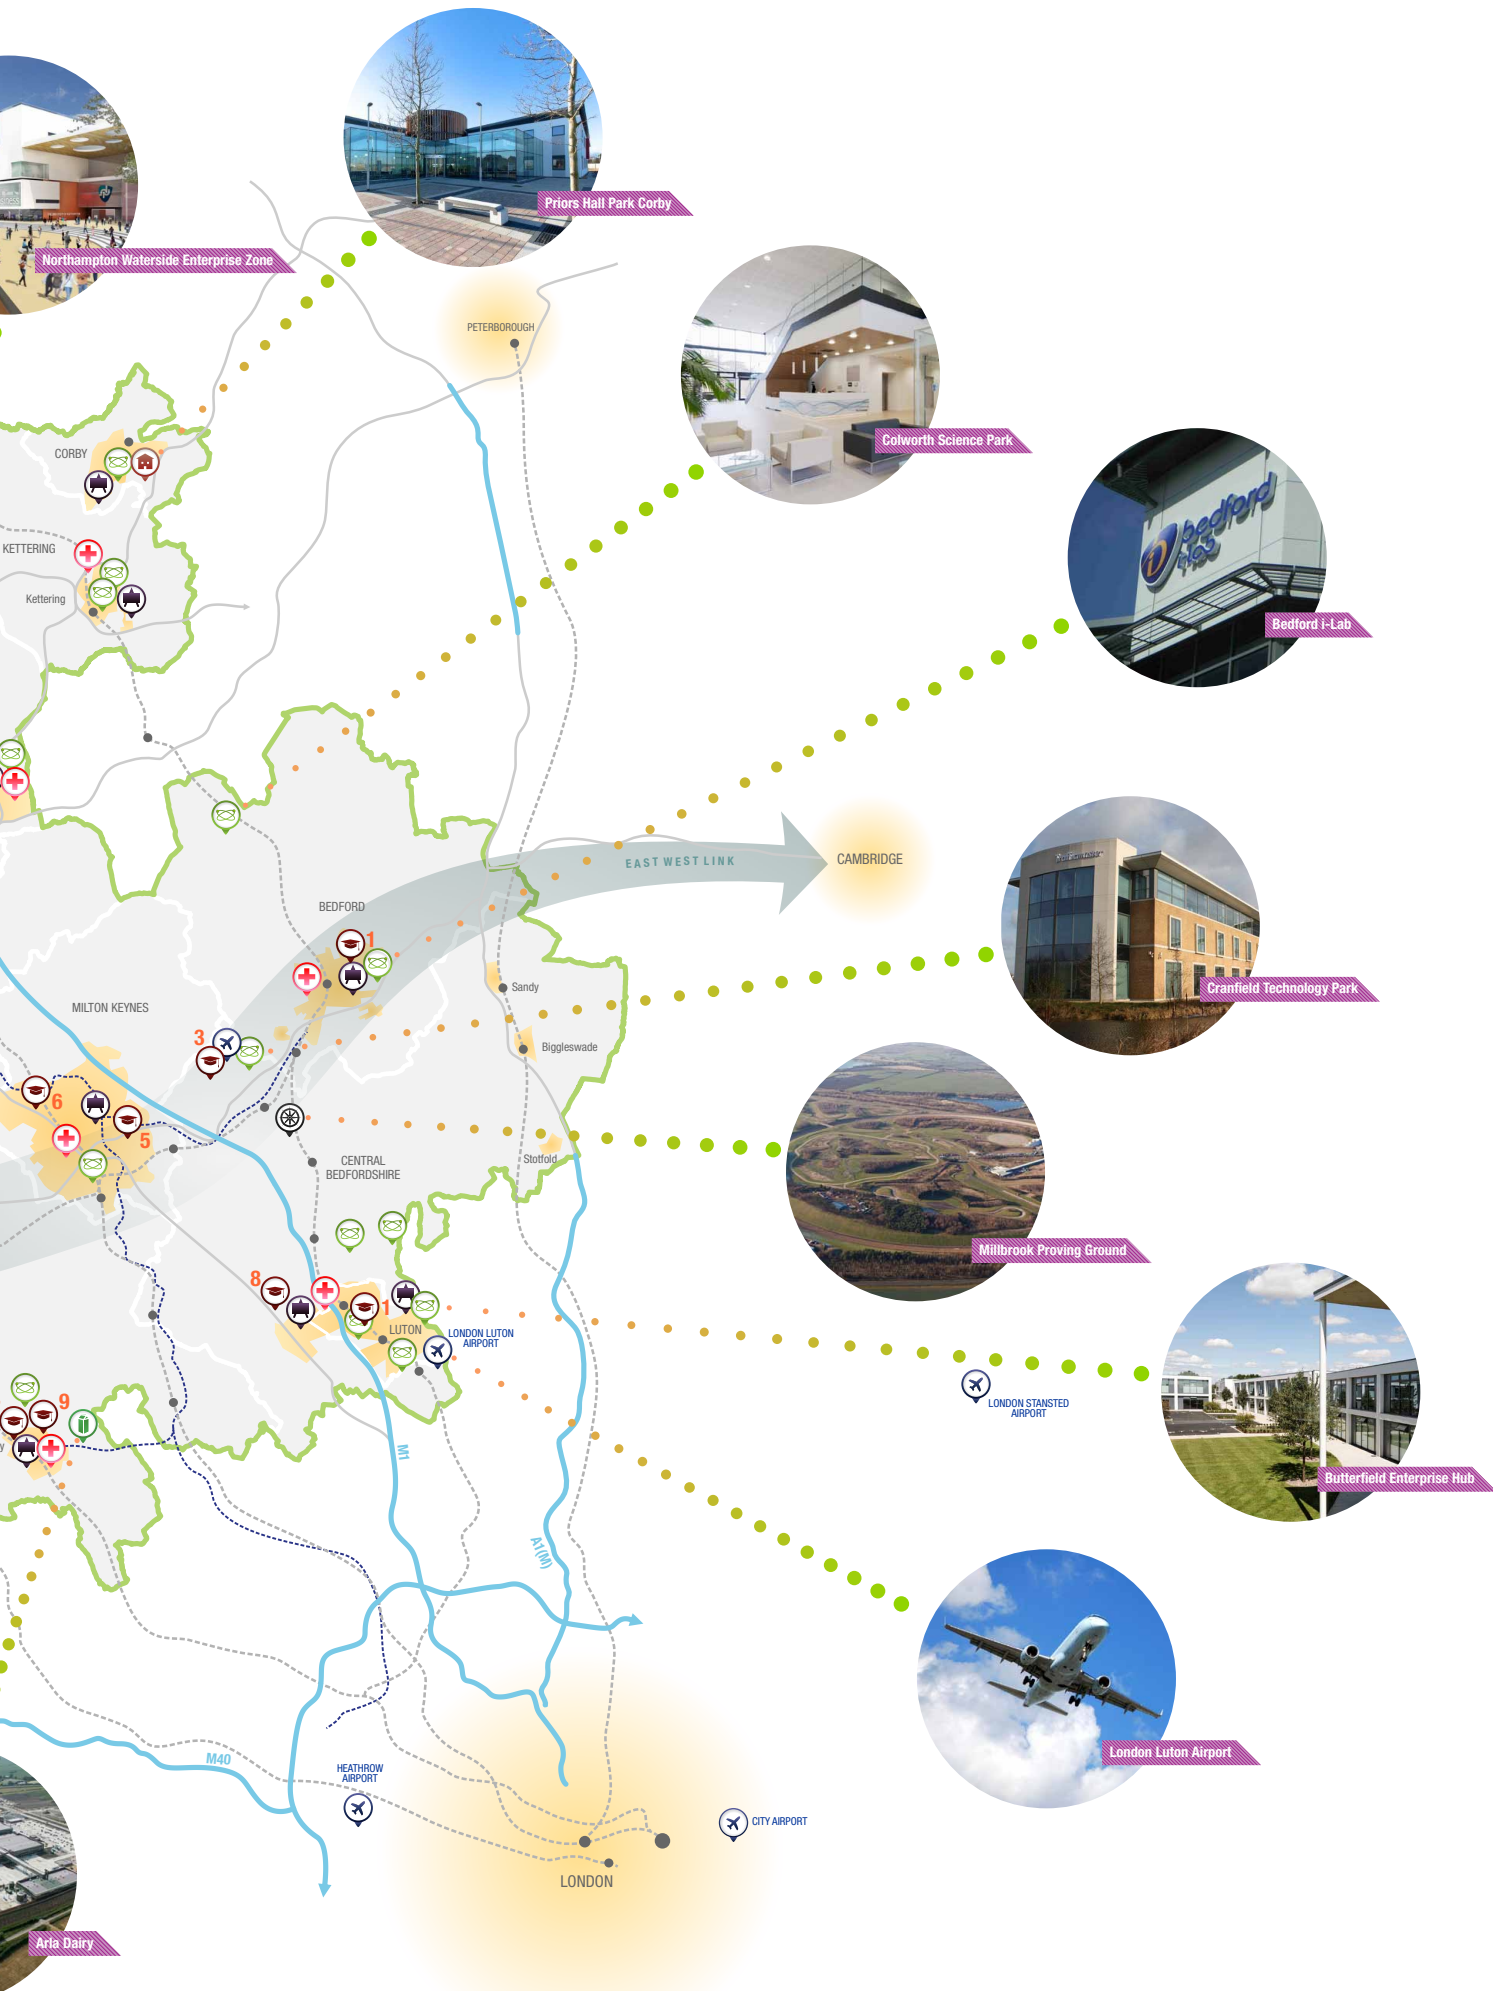 Priors Hall Park Corby
Northampton Waterside Enterprise Zone
PETERBOROUGH
Colworth Science Park
CORBY
bedford
i-lab
KETTERING
Kettering
Bedford i-Lab
EAST WEST LINK
CAMBRIDGE
BEDFORD
1
Sandy
Cranfield Technology Park
MILTON KEYNES
3
Biggleswade
6
5
Stotfold
CENTRAL
BEDFORDSHIRE
Millbrook Proving Ground
8
1
LUTON
LONDON LUTON
AIRPORT
9
LONDON STANSTED
AIRPORT
y
M1
Butterfield Enterprise Hub
A1(M)
M40
HEATHROW
AIRPORT
London Luton Airport
CITY AIRPORT
LONDON
Arla Dairy